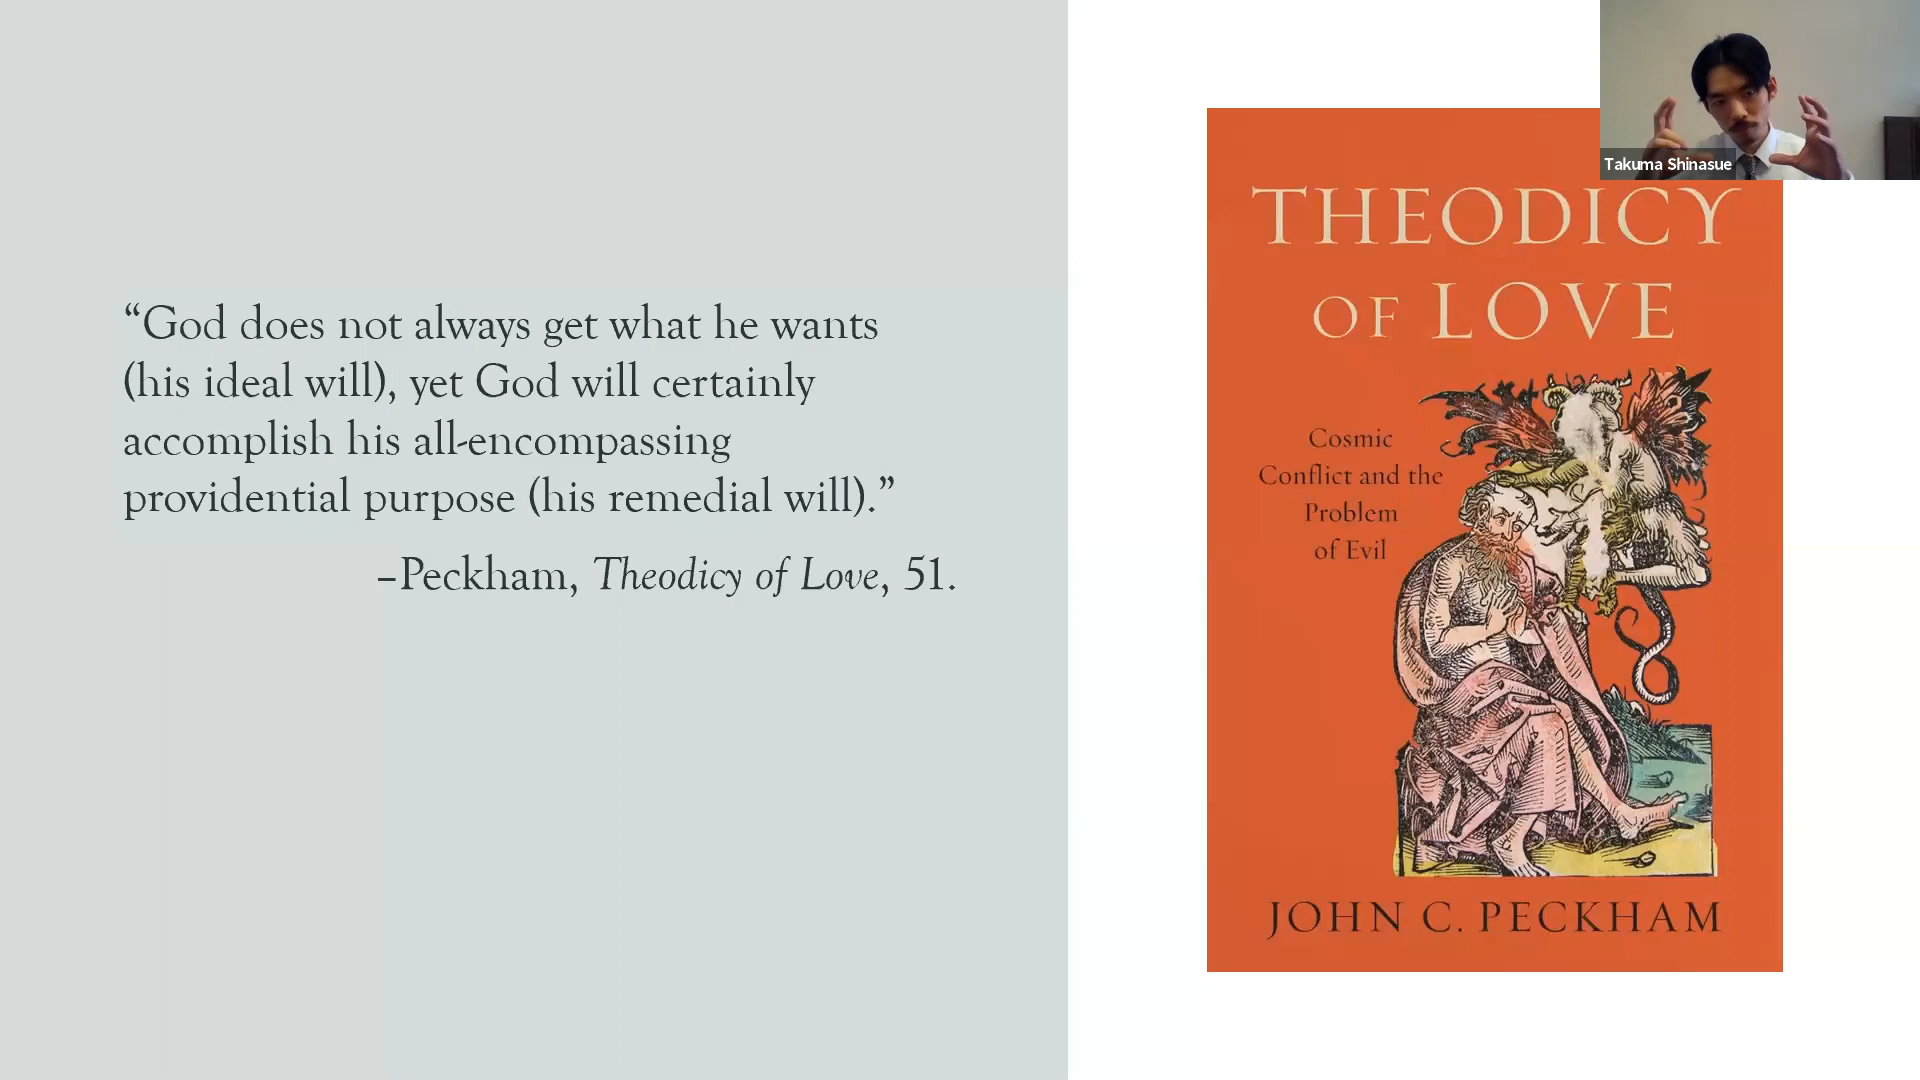 “God does not always get what he wants
(his ideal will), yet God will certainly
accomplish his all-encompassing
providential purpose (his remedial will).”
–Peckham, Theodicy of Love, 51.
Takuma Shinasue
THEODICY
OF LOVE
Cosmic
Conflict and the
Problem
of Evil
JOHN C. PECKHAM